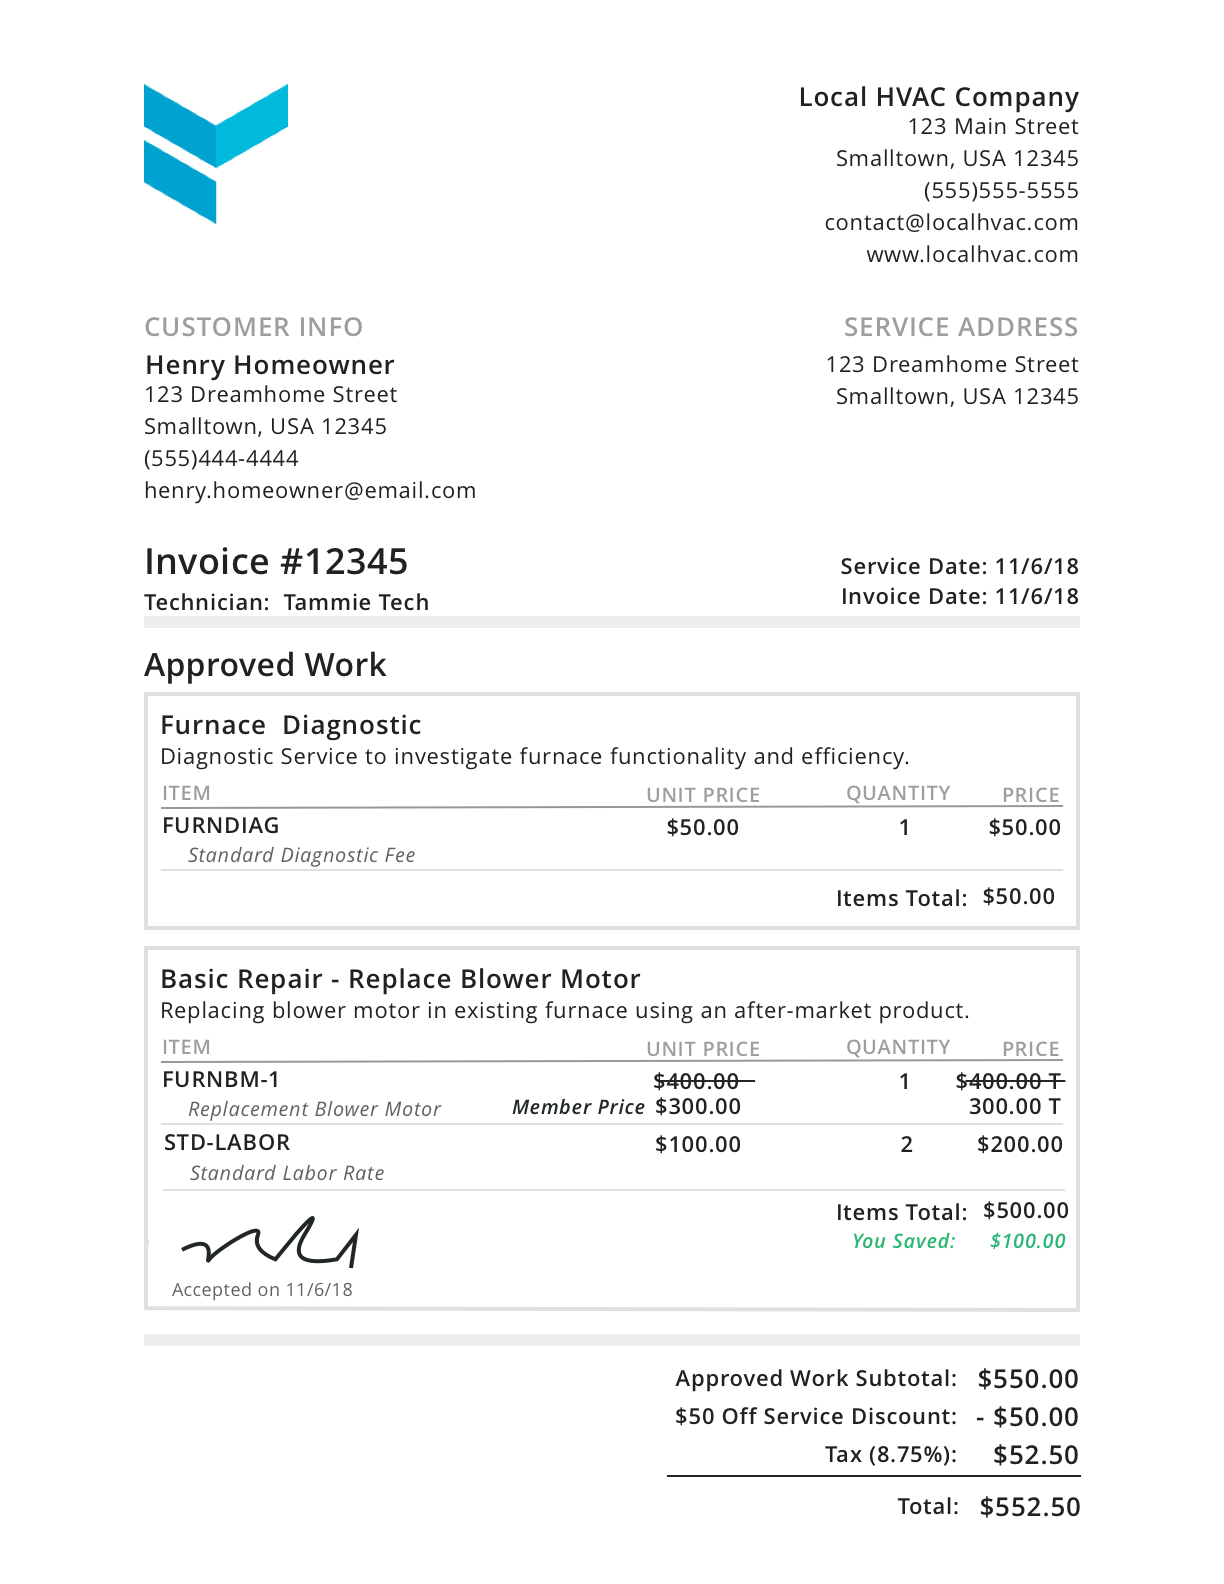 Local HVAC Company
123 Main Street
Smalltown, USA 12345
(555)555-5555
contact@localhvac.com
www.localhvac.com
CUSTOMER INFO
Henry Homeowner
123 Dreamhome Street
Smalltown, USA 12345
(555)444-4444
henry.homeowner@email.com
SERVICE ADDRESS
123 Dreamhome Street
Smalltown, USA 12345
Invoice #12345
Technician: Tammie Tech
Service Date: 11/6/18
Invoice Date: 11/6/18
Approved Work
Furnace Diagnostic
Diagnostic Service to investigate furnace functionality and efficiency.
ITEM UNIT PRICE QUANTITY PRICE
FURNDIAG $50.00 1 $50.00
Standard Diagnostic Fee
Items Total: $50.00
Basic Repair - Replace Blower Motor
Replacing blower motor in existing furnace using an after-market product.
ITEM UNIT PRICE QUANTITY PRICE
FURNBM-1 $400.00 1 $400.00 T
Replacement Blower Motor Member Price $300.00 300.00 T
STD-LABOR $100.00 2 $200.00
Standard Labor Rate
Items Total: $500.00
You Saved: $100.00
Accepted on 11/6/18
Approved Work Subtotal: $550.00
$50 Off Service Discount: - $50.00
Tax (8.75%): $52.50
Total: $552.50